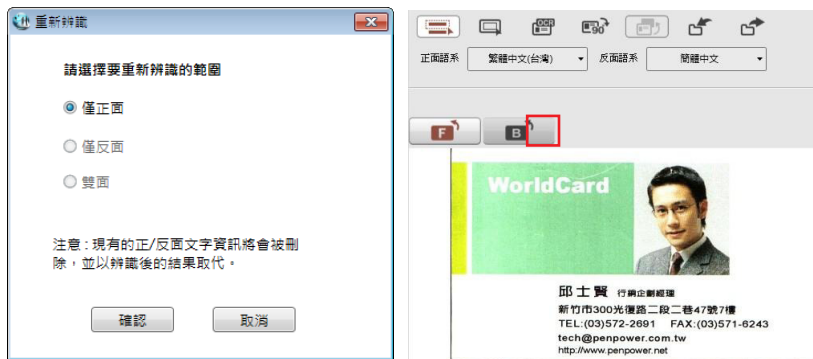 重新辨識
請選擇要重新辨識的範圍
僅正面
僅反面
雙面
注意:現有的正/反面文字資訊將會被刪
除，並以辨識後的結果取代。
確認
取消
OCR
90°
正面語系
繁體中文(台灣)
反面語系
簡體中文
F
B
WorldCard
邱士賢 行銷企劃經理
新竹市300光復路二段二巷47號7樓
TEL:(03)572-2691 FAX:(03)571-6243
tech@penpower.com.tw
http://www.penpower.net